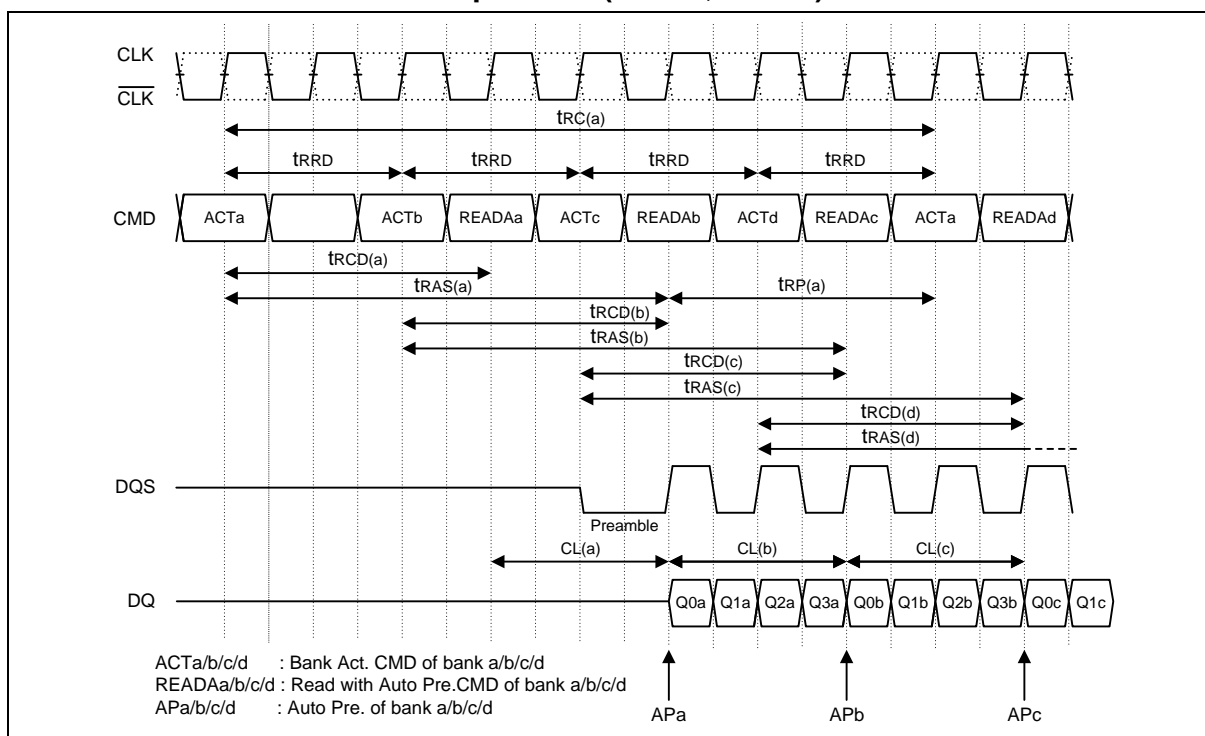 CLK
CLK
tRC(a)
tRRD tRRD tRRD tRRD
CMD ACTa ACTb READAa ACTc READAb ACTd READAc ACTa READAd
tRCD(a)
tRAS(a) tRP(a)
tRCD(b)
tRAS(b)
tRCD(c)
tRAS(c)
tRCD(d)
tRAS(d)
DQS
Preamble
CL(a) CL(b) CL(c)
DQ Q0a Q1a Q2a Q3a Q0b Q1b Q2b Q3b Q0c Q1c
ACTa/b/c/d : Bank Act. CMD of bank a/b/c/d
READAa/b/c/d : Read with Auto Pre.CMD of bank a/b/c/d
APa/b/c/d : Auto Pre. of bank a/b/c/d
APa APb APc